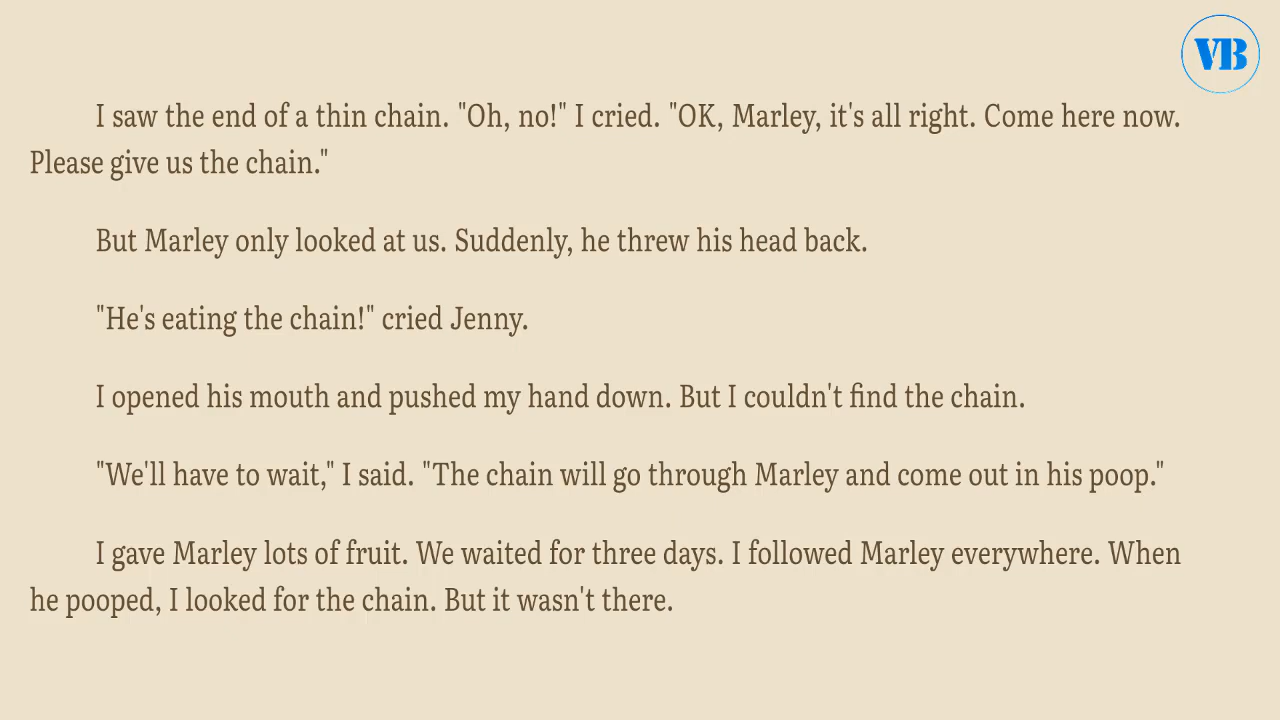 VB
I saw the end of a thin chain. "Oh, no!" I cried. "OK, Marley, it's all right. Come here now.
Please give us the chain."
But Marley only looked at us. Suddenly, he threw his head back.
"He's eating the chain!" cried Jenny.
I opened his mouth and pushed my hand down. But I couldn't find the chain.
"We'll have to wait," I said. "The chain will go through Marley and come out in his poop."
I gave Marley lots of fruit. We waited for three days. I followed Marley everywhere. When
he pooped, I looked for the chain. But it wasn't there.